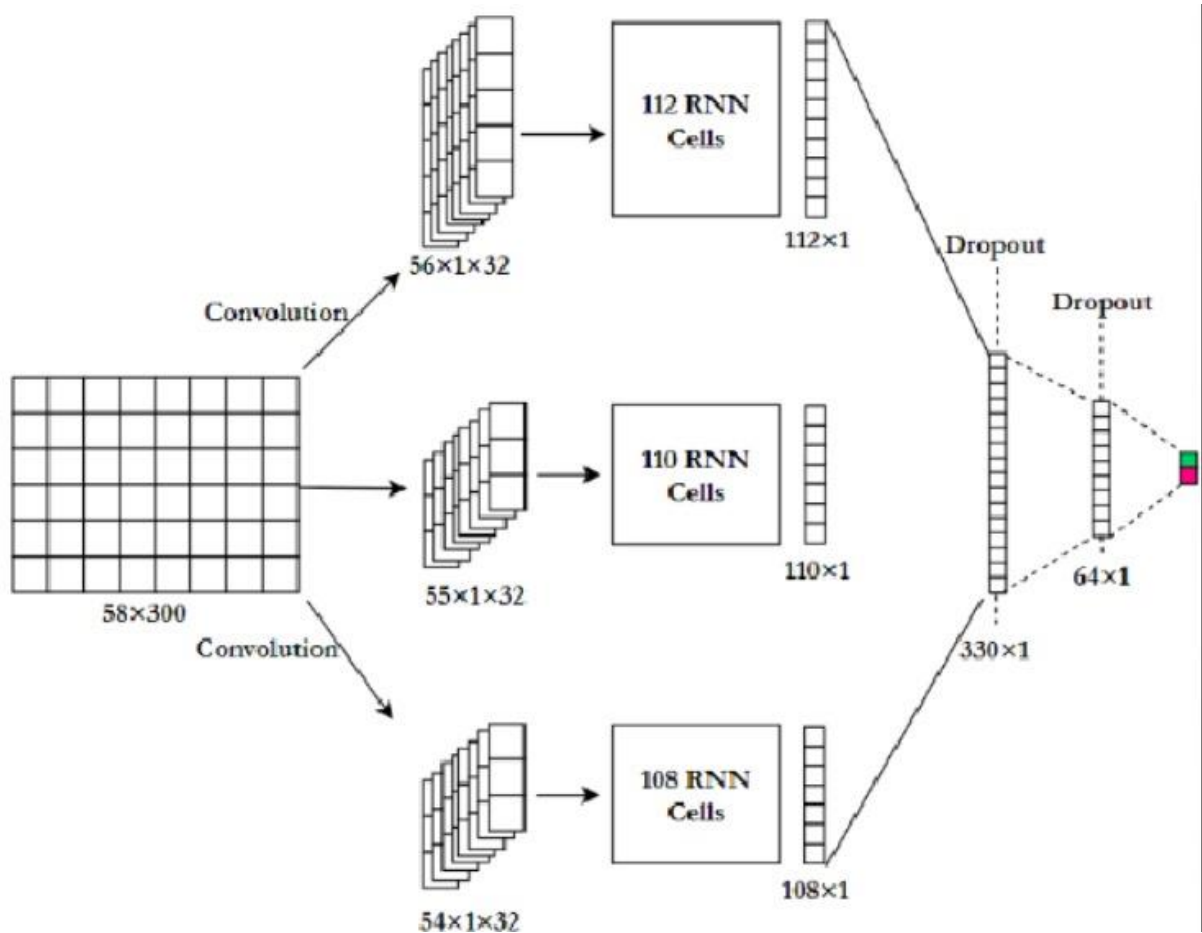 112 RNN
Cells
56×1×32
112×1
Dropout
Dropout
Convolution
110 RNN
Cells
58×300
55×1×32
110×1
64×1
Convolution
330×1
108 RNN
Cells
54×1×32
108×1